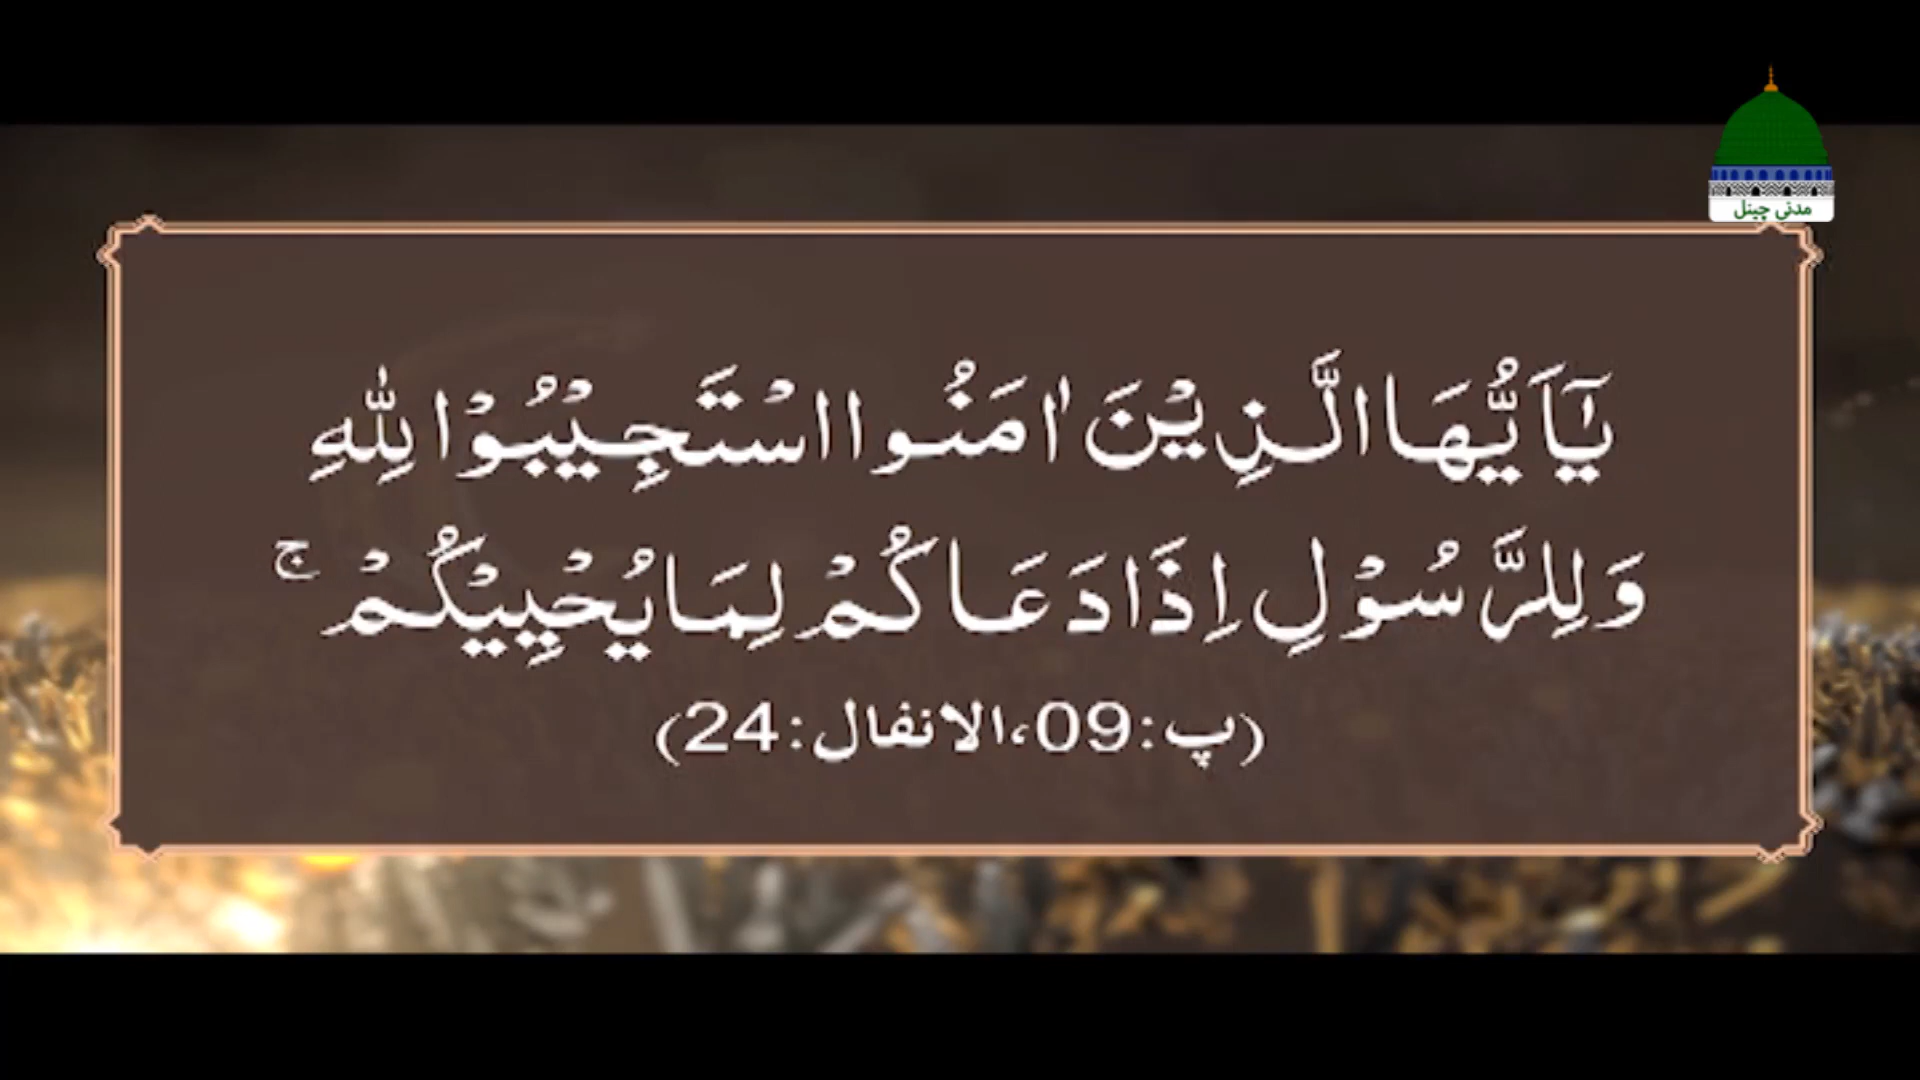 مدنی چینل
یٰۤاَیُّهَا الَّذِیْنَ اٰمَنُوا اسْتَجِیْبُوْا لِلّٰهِ
وَ لِلرَّسُوْلِ اِذَا دَعَاكُمْ لِمَا یُحْیِیْكُمْ ۚ
(پ:09،الانفال:24)